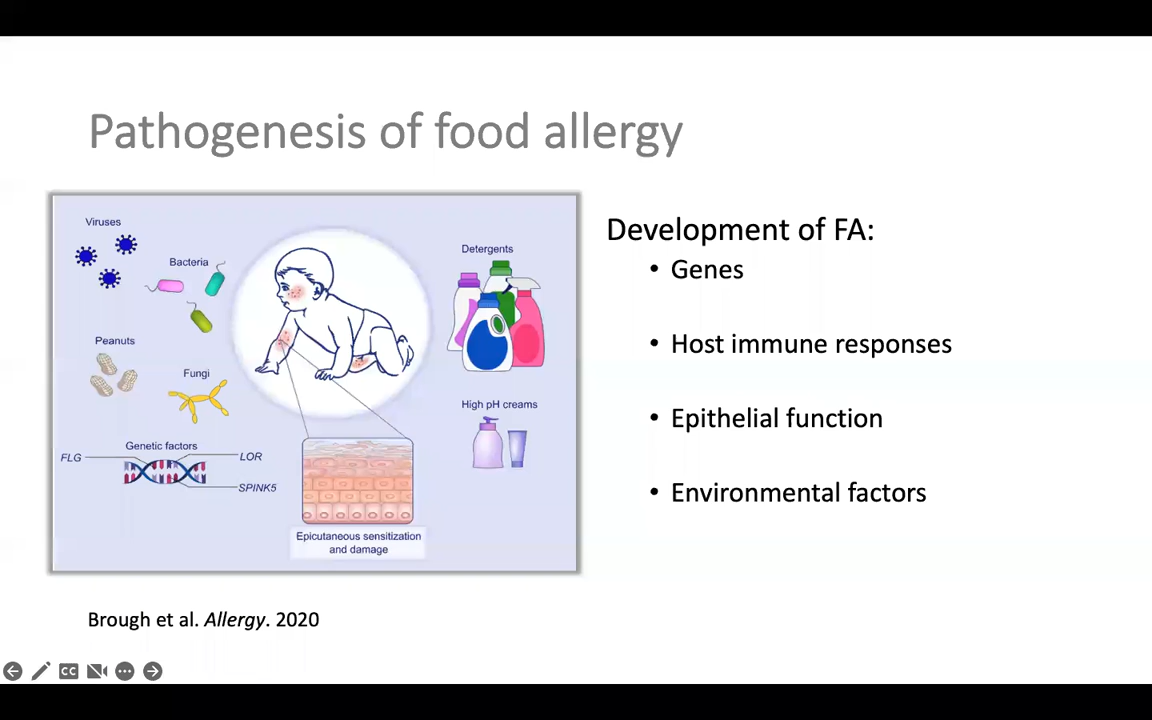 Pathogenesis of food allergy
Viruses
Bacteria
Peanuts
Fungi
Genetic factors
FLG
LOR
SPINK5
Detergents
High pH creams
Epicutaneous sensitization
and damage
Development of FA:
• Genes
• Host immune responses
• Epithelial function
• Environmental factors
Brough et al. Allergy. 2020
CC